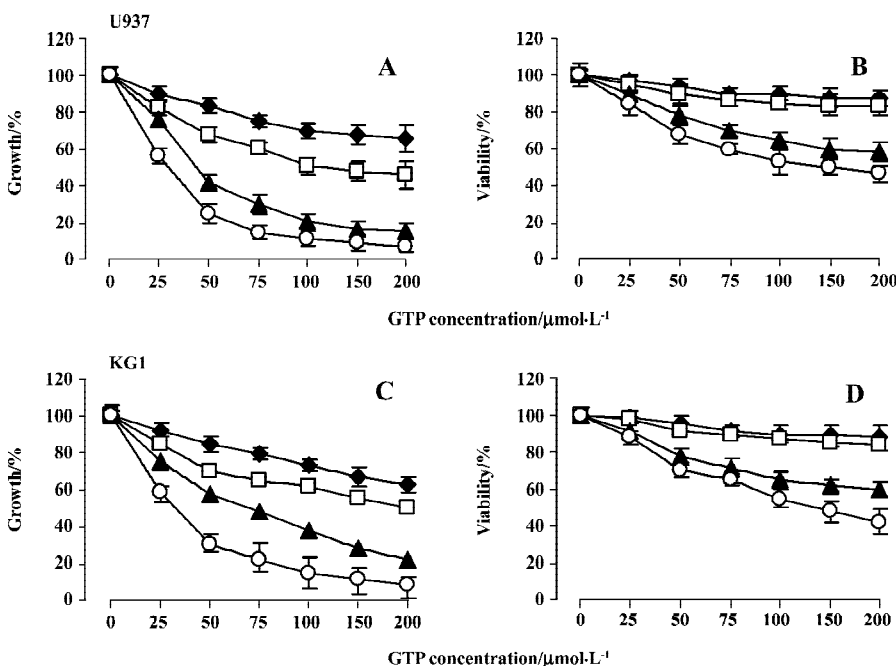 U937
120 120
100 A 100 B
80 80
60 60
40 40
20 20
0 0
Growth/%
Viability/%
0 25 50 75 100 150 200 0 25 50 75 100 150 200
GTP concentration/μmol·L⁻¹
KG1
120 120
100 C 100 D
80 80
60 60
40 40
20 20
0 0
Growth/%
Viability/%
0 25 50 75 100 150 200 0 25 50 75 100 150 200
GTP concentration/μmol·L⁻¹